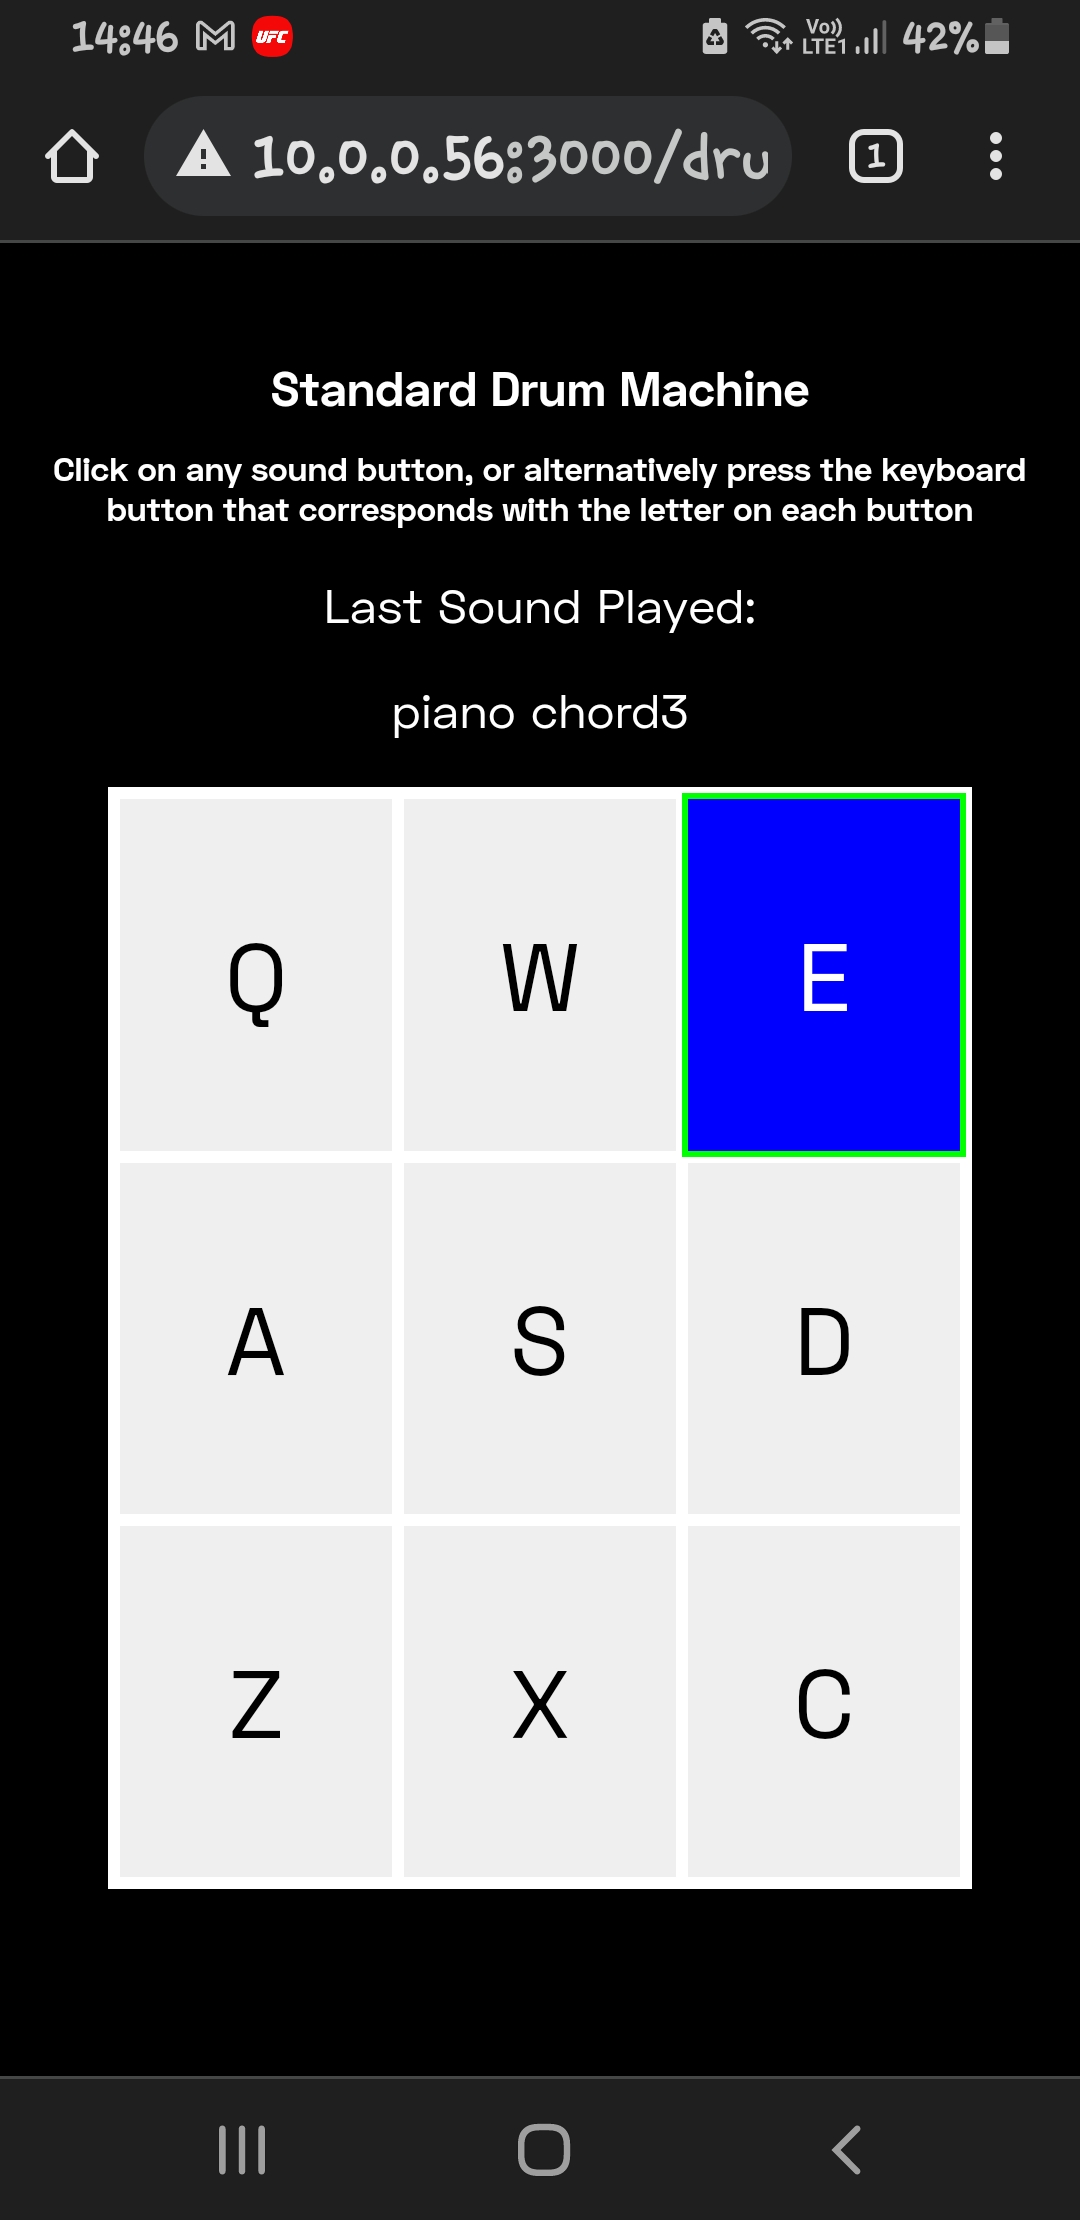 14:46 UFC Vo)) LTE1 42%
10.0.0.56:3000/dru 1
Standard Drum Machine
Click on any sound button, or alternatively press the keyboard
button that corresponds with the letter on each button
Last Sound Played:
piano chord3
Q W E
A S D
Z X C